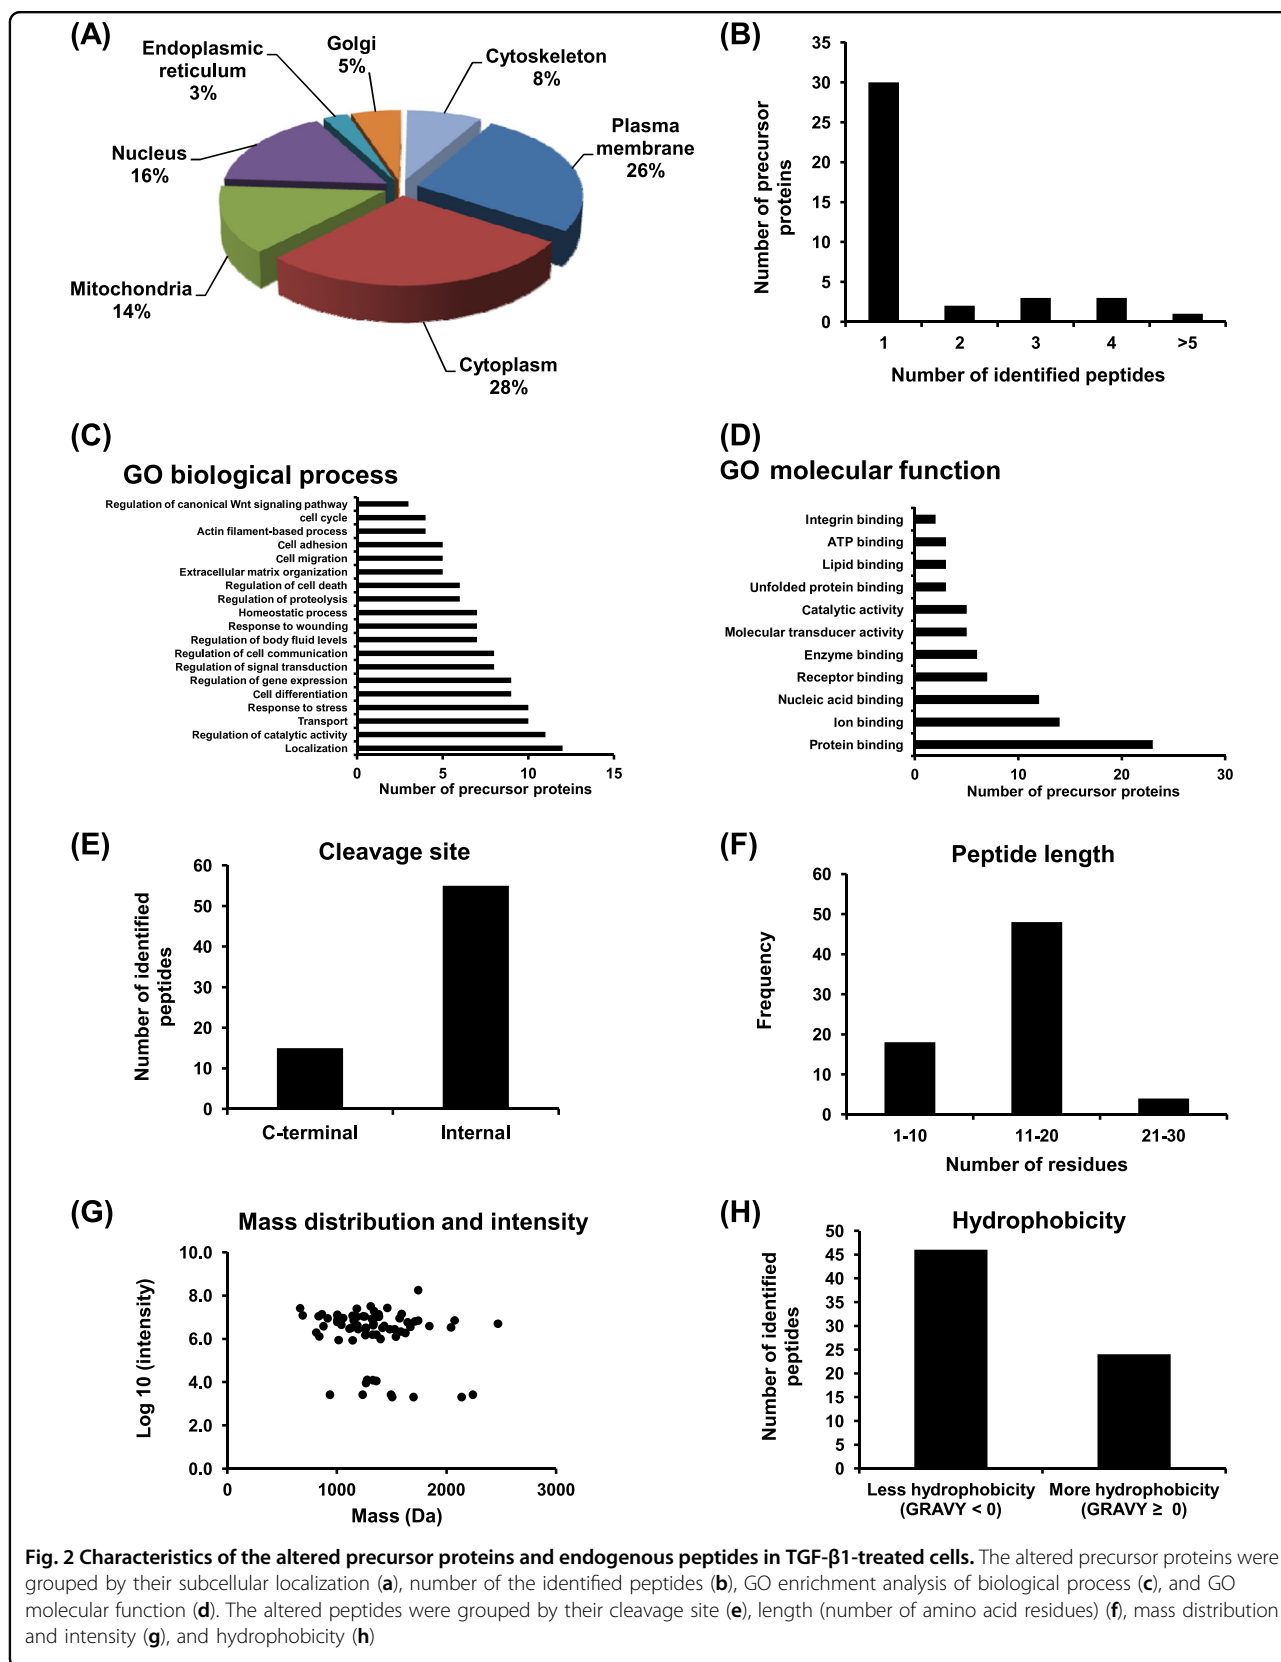 (A)
Endoplasmic
reticulum
3%
Golgi
5%
Cytoskeleton
8%
Plasma
membrane
26%
Nucleus
16%
Mitochondria
14%
Cytoplasm
28%
(B)
Number of precursor
proteins
35
30
25
20
15
10
5
0
1 2 3 4 >5
Number of identified peptides
(C)
GO biological process
Regulation of canonical Wnt signaling pathway
cell cycle
Actin filament-based process
Cell adhesion
Cell migration
Extracellular matrix organization
Regulation of cell death
Regulation of proteolysis
Homeostatic process
Response to wounding
Regulation of body fluid levels
Regulation of cell communication
Regulation of signal transduction
Regulation of gene expression
Cell differentiation
Response to stress
Transport
Regulation of catalytic activity
Localization
0 5 10 15
Number of precursor proteins
(D)
GO molecular function
Integrin binding
ATP binding
Lipid binding
Unfolded protein binding
Catalytic activity
Molecular transducer activity
Enzyme binding
Receptor binding
Nucleic acid binding
Ion binding
Protein binding
0 10 20 30
Number of precursor proteins
(E)
Cleavage site
Number of identified
peptides
60
50
40
30
20
10
0
C-terminal Internal
(F)
Peptide length
Frequency
60
50
40
30
20
10
0
1-10 11-20 21-30
Number of residues
(G)
Mass distribution and intensity
Log 10 (intensity)
10.0
8.0
6.0
4.0
2.0
0.0
0 1000 2000 3000
Mass (Da)
(H)
Hydrophobicity
Number of identified
peptides
50
45
40
35
30
25
20
15
10
5
0
Less hydrophobicity More hydrophobicity
(GRAVY < 0) (GRAVY ≥ 0)
Fig. 2 Characteristics of the altered precursor proteins and endogenous peptides in TGF-β1-treated cells. The altered precursor proteins were
grouped by their subcellular localization (a), number of the identified peptides (b), GO enrichment analysis of biological process (c), and GO
molecular function (d). The altered peptides were grouped by their cleavage site (e), length (number of amino acid residues) (f), mass distribution
and intensity (g), and hydrophobicity (h)